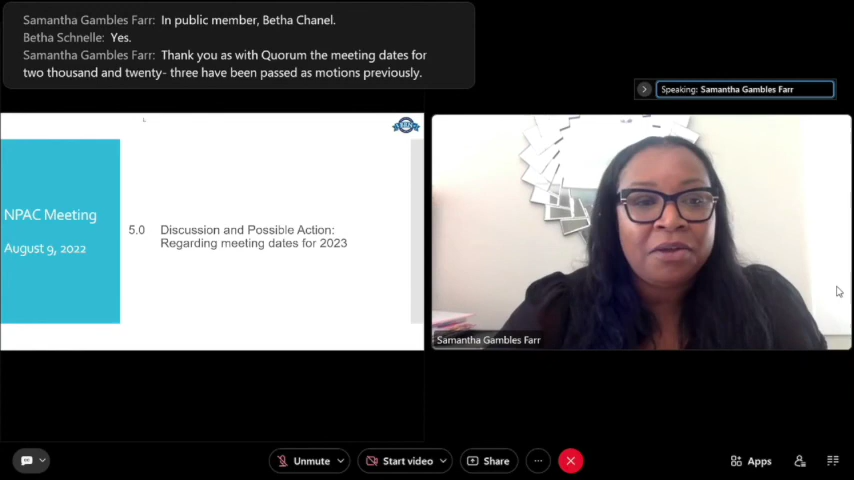 Samantha Gambles Farr: In public member, Betha Chanel.
Betha Schnelle: Yes.
Samantha Gambles Farr: Thank you as with Quorum the meeting dates for
two thousand and twenty- three have been passed as motions previously.
Speaking: Samantha Gambles Farr
NPAC Meeting
August 9, 2022
5.0 Discussion and Possible Action:
Regarding meeting dates for 2023
Samantha Gambles Farr
Unmute
Start video
Share
Apps